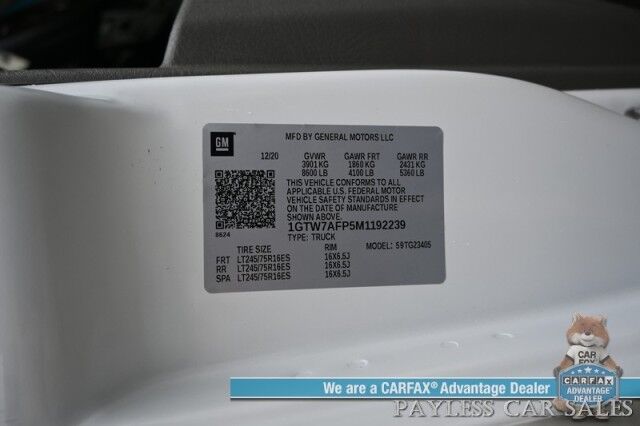 GM
MFD BY GENERAL MOTORS LLC
12/20 GVWR GAWR FRT GAWR RR
3901 KG 1860 KG 2431 KG
8600 LB 4100 LB 5360 LB
THIS VEHICLE CONFORMS TO ALL
APPLICABLE U.S. FEDERAL MOTOR
VEHICLE SAFETY STANDARDS IN EFFECT
ON THE DATE OF MANUFACTURE
SHOWN ABOVE.
8624
1GTW7AFP5M1192239
TYPE: TRUCK MODEL: 59TG23405
TIRE SIZE RIM
FRT LT245/75R16ES 16X6.5J
RR LT245/75R16ES 16X6.5J
SPA LT245/75R16ES 16X6.5J
CAR
FOX
We are a CARFAX® Advantage Dealer
CARFAX
ADVANTAGE
DEALER
PAYLESS CAR SALES